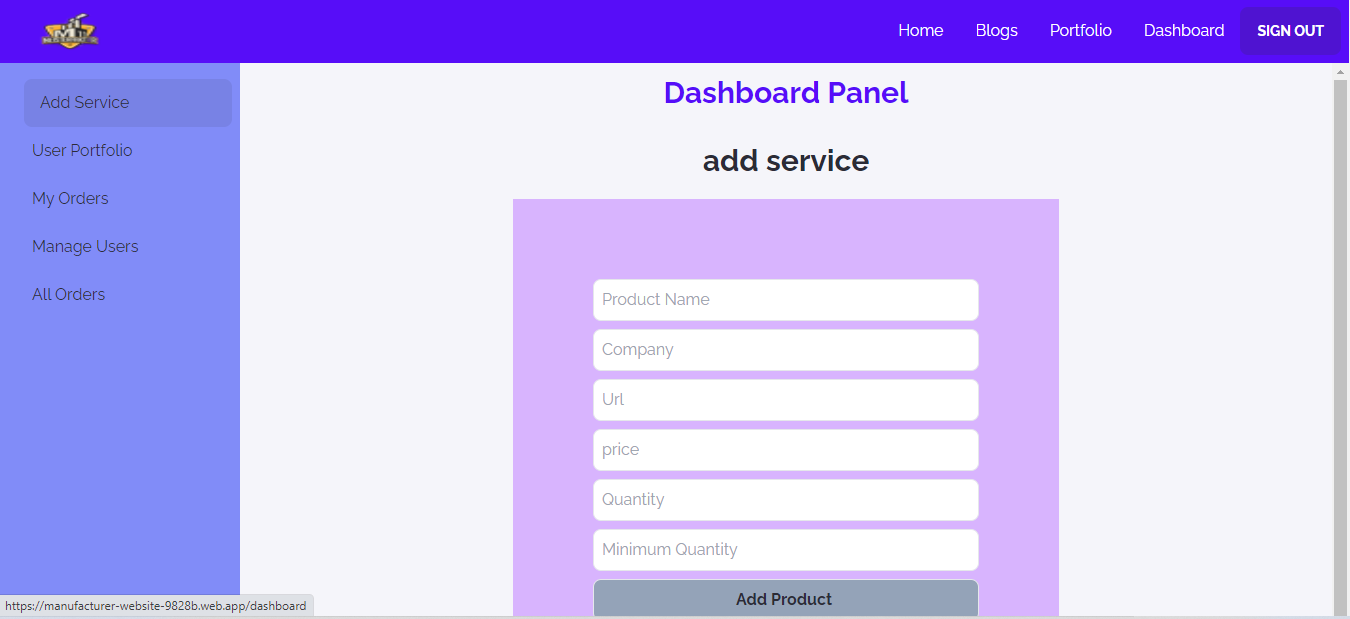 Home Blogs Portfolio Dashboard SIGN OUT
Add Service
User Portfolio
My Orders
Manage Users
All Orders
Dashboard Panel
add service
Product Name
Company
Url
price
Quantity
Minimum Quantity
Add Product
https://manufacturer-website-9828b.web.app/dashboard